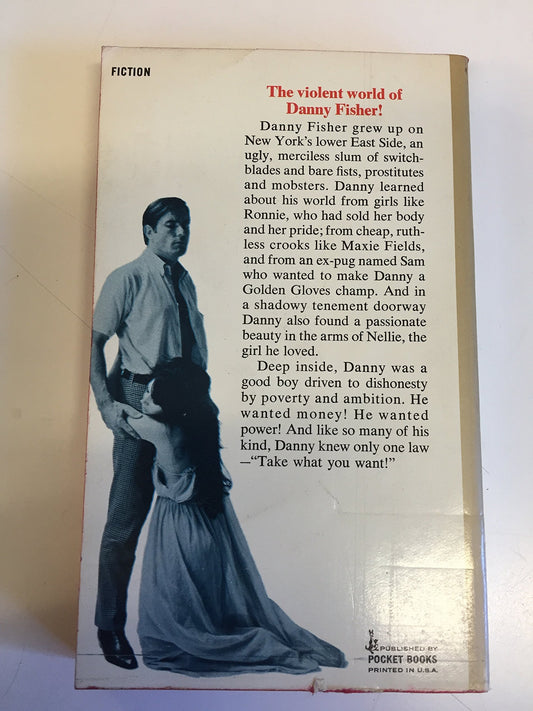 FICTION
The violent world of
Danny Fisher!
Danny Fisher grew up on
New York's lower East Side, an
ugly, merciless slum of switch-
blades and bare fists, prostitutes
and mobsters. Danny learned
about his world from girls like
Ronnie, who had sold her body
and her pride; from cheap, ruth-
less crooks like Maxie Fields,
and from an ex-pug named Sam
who wanted to make Danny a
Golden Gloves champ. And in
a shadowy tenement doorway
Danny also found a passionate
beauty in the arms of Nellie, the
girl he loved.
Deep inside, Danny was a
good boy driven to dishonesty
by poverty and ambition. He
wanted money! He wanted
power! And like so many of his
kind, Danny knew only one law
—“Take what you want!”
PUBLISHED BY
POCKET BOOKS
PRINTED IN U.S.A.